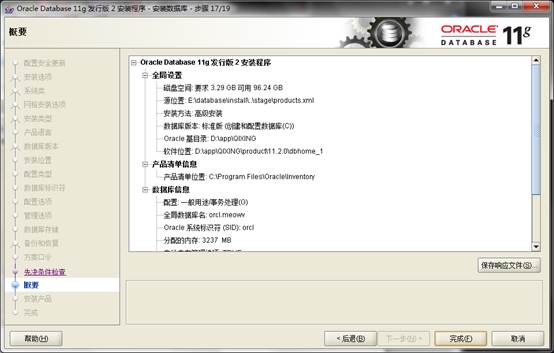 Oracle Database 11g 发行版 2 安装程序 - 安装数据库 - 步骤 17/19
概要
ORACLE 11g
DATABASE
配置安全更新
安装选项
系统类
网格安装选项
安装类型
产品语言
数据库版本
安装位置
配置类型
数据库标识符
配置选项
管理选项
数据库存储
备份和恢复
方案口令
先决条件检查
概要
安装产品
完成
Oracle Database 11g 发行版 2 安装程序
全局设置
磁盘空间: 要求 3.29 GB 可用 96.24 GB
源位置: E:\database\install\..\stage\products.xml
安装方法: 高级安装
数据库版本: 标准版 (创建和配置数据库(C))
Oracle 基目录: D:\app\QIXING
软件位置: D:\app\QIXING\product\11.2.0\dbhome_1
产品清单信息
产品清单位置: C:\Program Files\Oracle\Inventory
数据库信息
配置: 一般用途/事务处理(O)
全局数据库名: orcl.meowv
Oracle 系统标识符 (SID): orcl
分配的内存: 3237 MB
保存响应文件(S)...
帮助(H)
< 后退(B)
下一步(N) >
完成(F)
取消